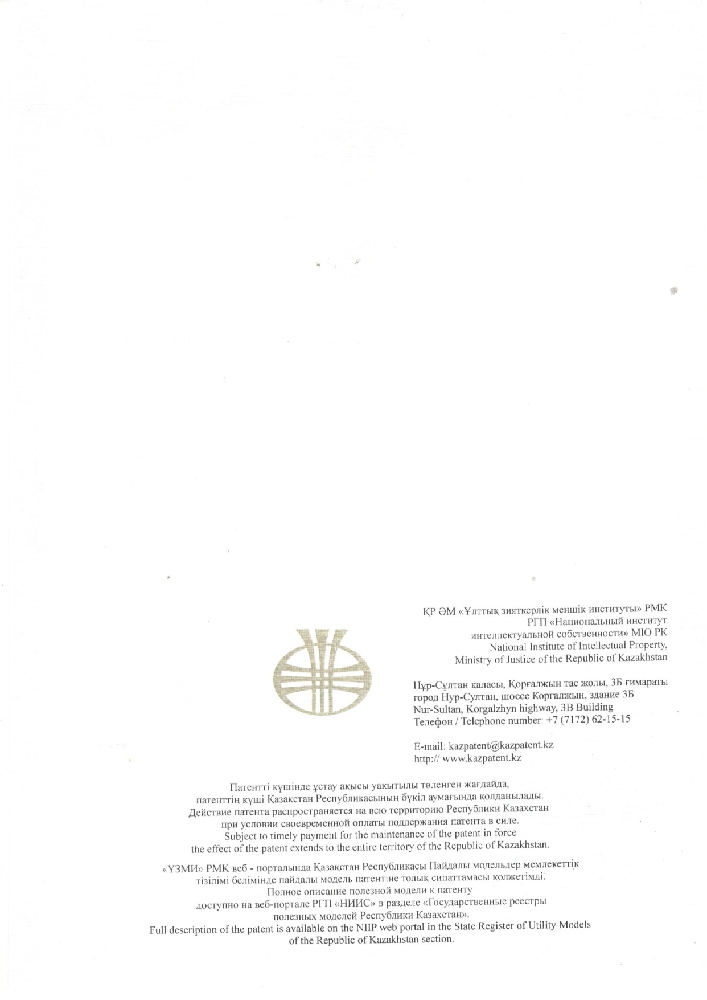 ҚР ӘМ «Ұлттық зияткерлік меншік институты» РМК
РГП «Национальный институт
интеллектуальной собственности» МЮ РК
National Institute of Intellectual Property,
Ministry of Justice of the Republic of Kazakhstan
Нұр-Сұлтан қаласы, Қорғалжын тас жолы, 3Б ғимараты
город Нур-Султан, шоссе Коргалжын, здание 3Б
Nur-Sultan, Korgalzhyn highway, 3B Building
Телефон / Telephone number: +7 (7172) 62-15-15
E-mail: kazpatent@kazpatent.kz
http:// www.kazpatent.kz
Патентті күшінде ұстау ақысы уақытылы төленген жағдайда,
патенттің күші Қазақстан Республикасының бүкіл аумағында қолданылады.
Действие патента распространяется на всю территорию Республики Казахстан
при условии своевременной оплаты поддержания патента в силе.
Subject to timely payment for the maintenance of the patent in force
the effect of the patent extends to the entire territory of the Republic of Kazakhstan.
«ҰЗМИ» РМК веб - порталында Қазақстан Республикасы Пайдалы модельдер мемлекеттік
тізілімі бөлімінде пайдалы модель патентіне толық сипаттамасы қолжетімді.
Полное описание полезной модели к патенту
доступно на веб-портале РГП «НИИС» в разделе «Государственные реестры
полезных моделей Республики Казахстан».
Full description of the patent is available on the NIIP web portal in the State Register of Utility Models
of the Republic of Kazakhstan section.